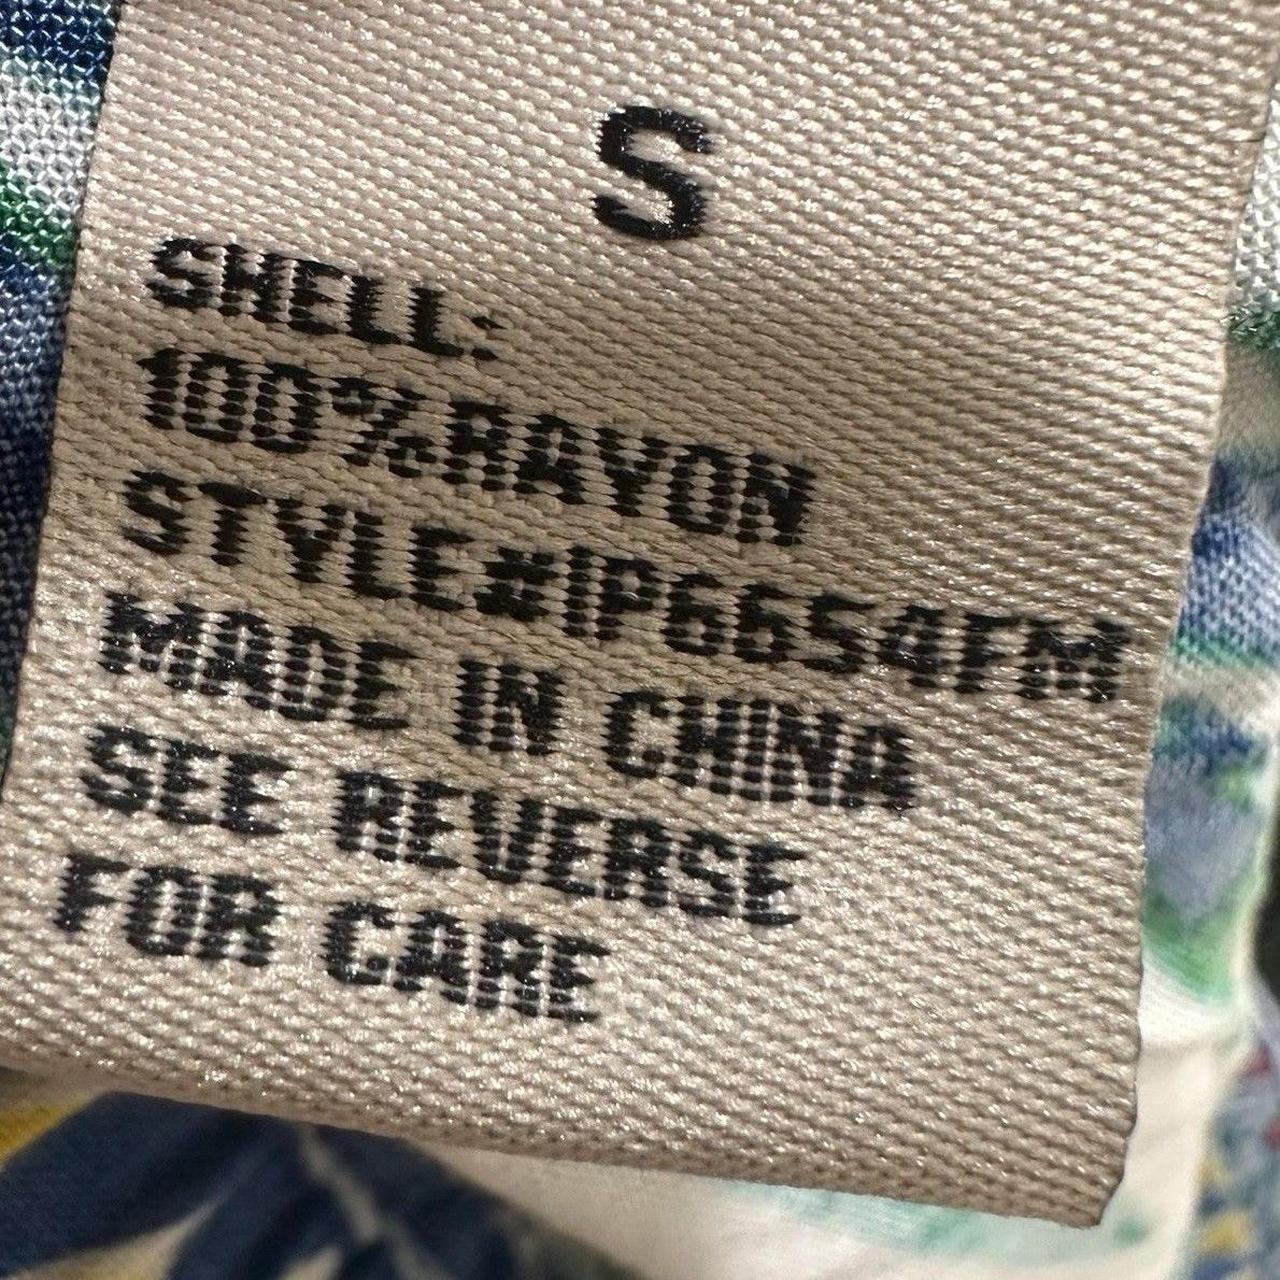 S
SHELL:
100%RAYON
STYLE#IP6654FM
MADE IN CHINA
SEE REVERSE
FOR CARE